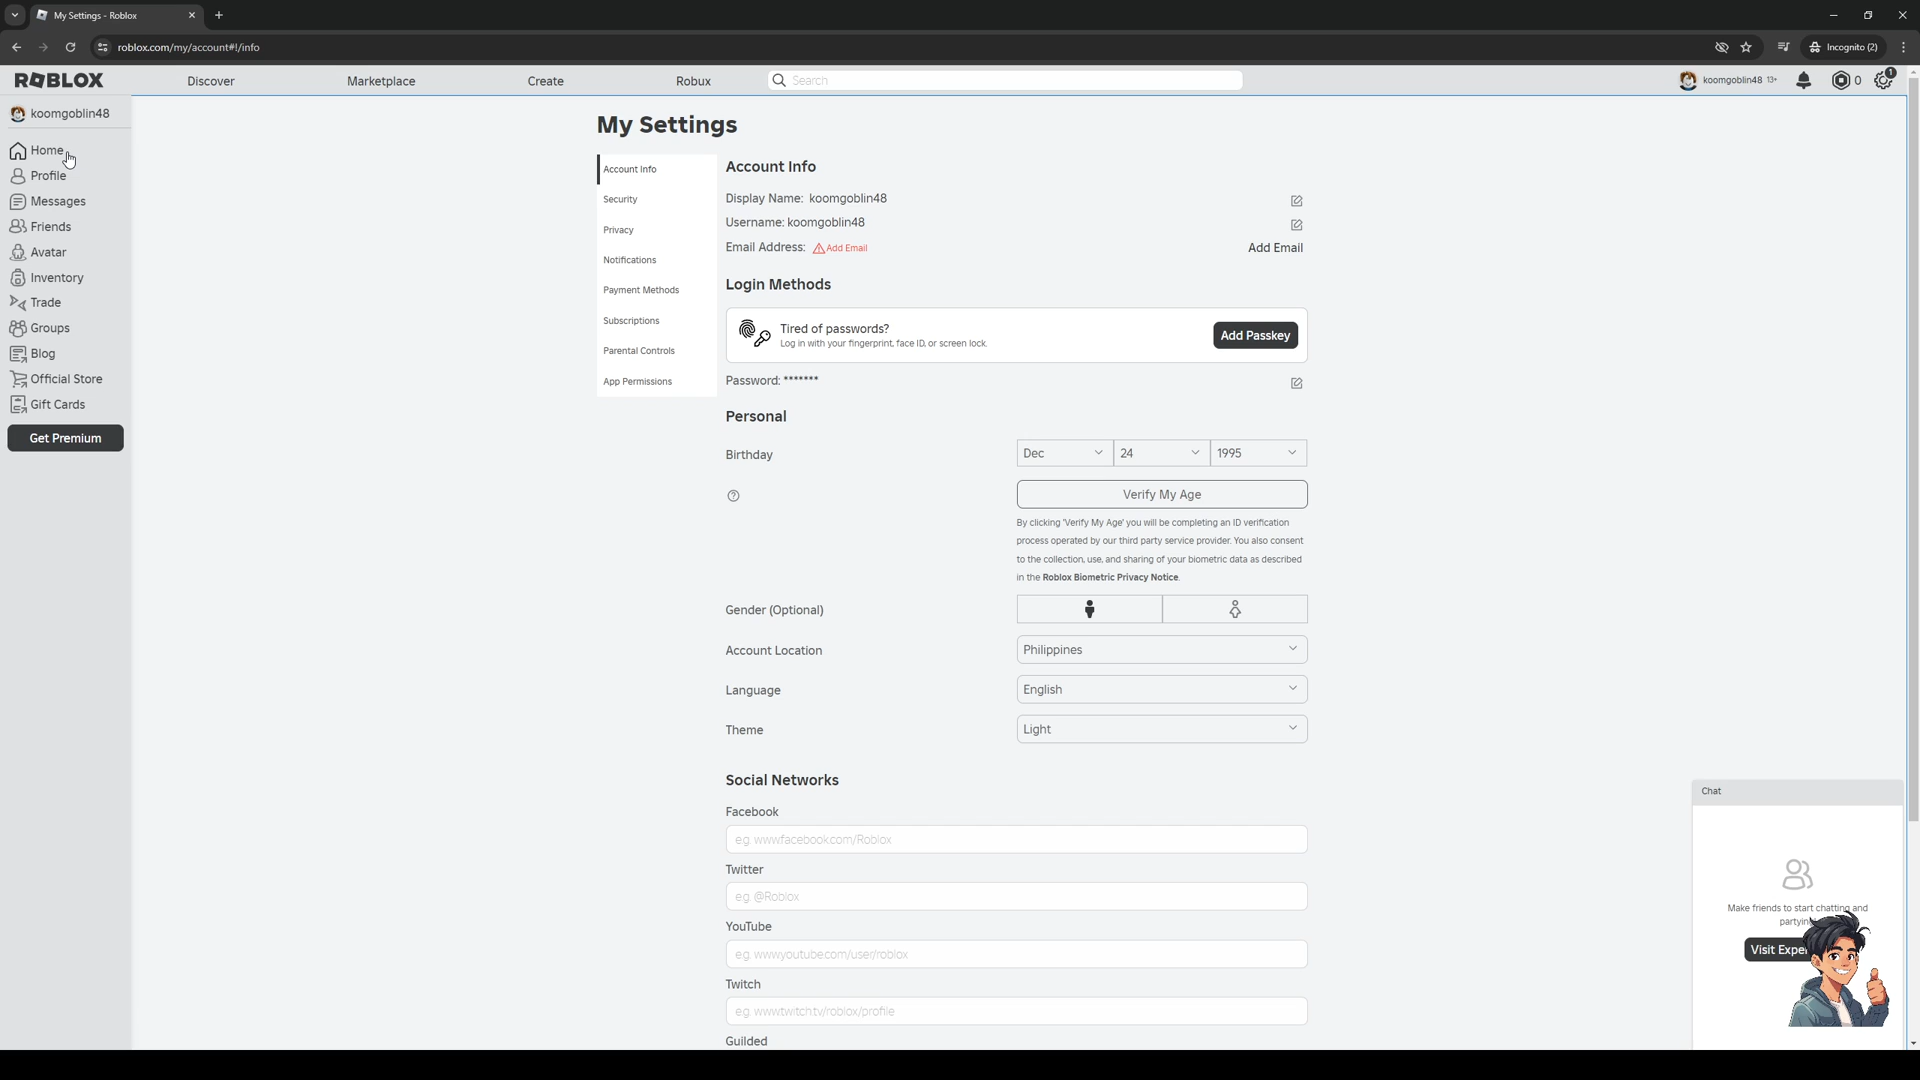 My Settings - Roblox
roblox.com/my/account#!/info
Incognito (2)
ROBLOX
Discover
Marketplace
Create
Robux
Search
koomgoblin48 13+
0
1
koomgoblin48
Home
Profile
Messages
Friends
Avatar
Inventory
Trade
Groups
Blog
Official Store
Gift Cards
Get Premium
My Settings
Account Info
Security
Privacy
Notifications
Payment Methods
Subscriptions
Parental Controls
App Permissions
Account Info
Display Name: koomgoblin48
Username: koomgoblin48
Email Address: Add Email
Add Email
Login Methods
Tired of passwords?
Log in with your fingerprint, face ID, or screen lock.
Add Passkey
Password: *******
Personal
Birthday
Dec
24
1995
Verify My Age
By clicking 'Verify My Age' you will be completing an ID verification
process operated by our third party service provider. You also consent
to the collection, use, and sharing of your biometric data as described
in the Roblox Biometric Privacy Notice.
Gender (Optional)
Account Location
Philippines
Language
English
Theme
Light
Social Networks
Facebook
e.g. www.facebook.com/Roblox
Twitter
e.g. @Roblox
YouTube
e.g. www.youtube.com/user/roblox
Twitch
e.g. www.twitch.tv/roblox/profile
Guilded
Chat
Make friends to start chatting and
Visit